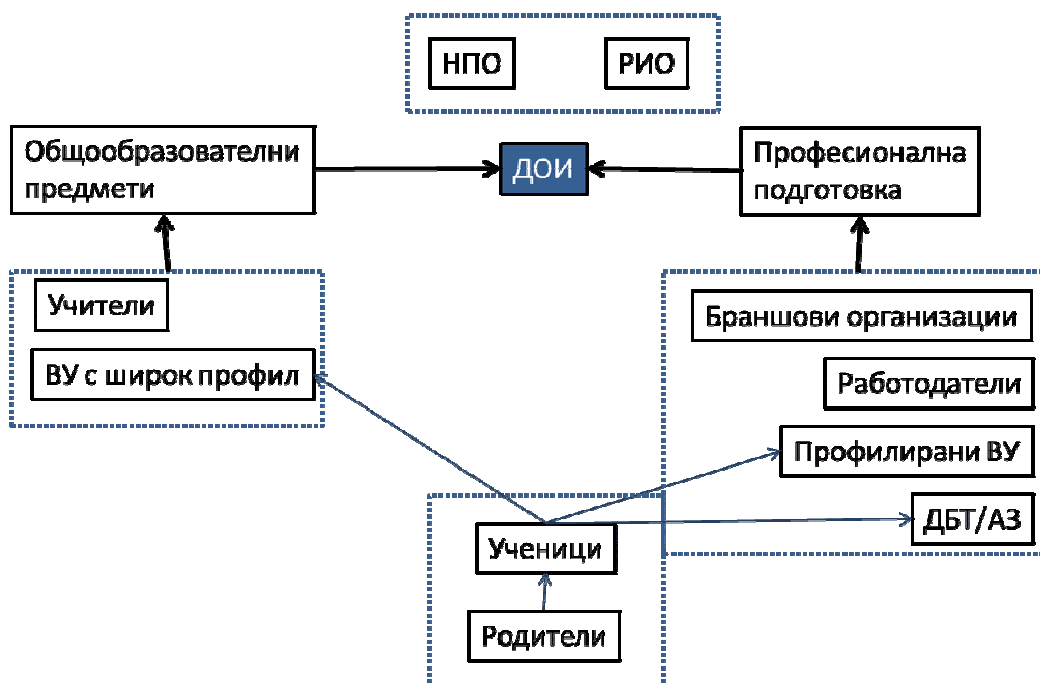 НПО
РИО
Общообразователни
предмети
ДОИ
Професионална
подготовка
Учители
ВУ с широк профил
Браншови организации
Работодатели
Профилирани ВУ
ДБТ/АЗ
Ученици
Родители